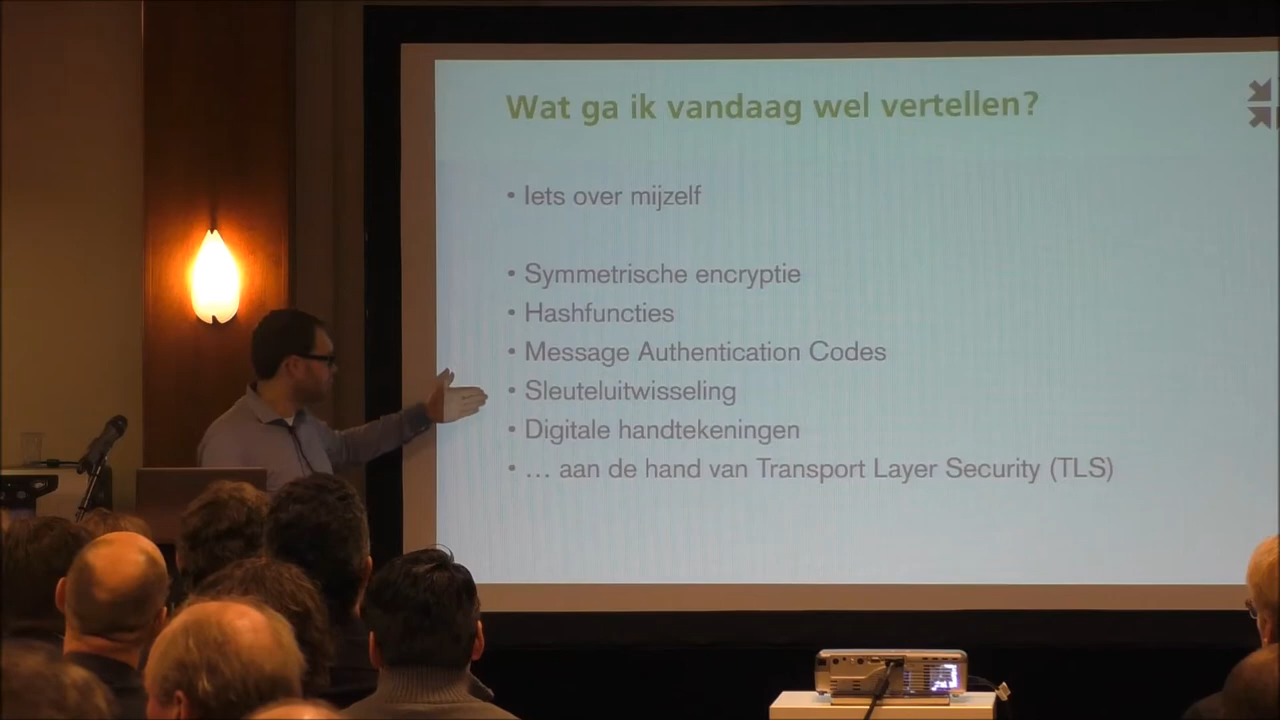 Wat ga ik vandaag wel vertellen?
• Iets over mijzelf
• Symmetrische encryptie
• Hashfuncties
• Message Authentication Codes
• Sleuteluitwisseling
• Digitale handtekeningen
• … aan de hand van Transport Layer Security (TLS)